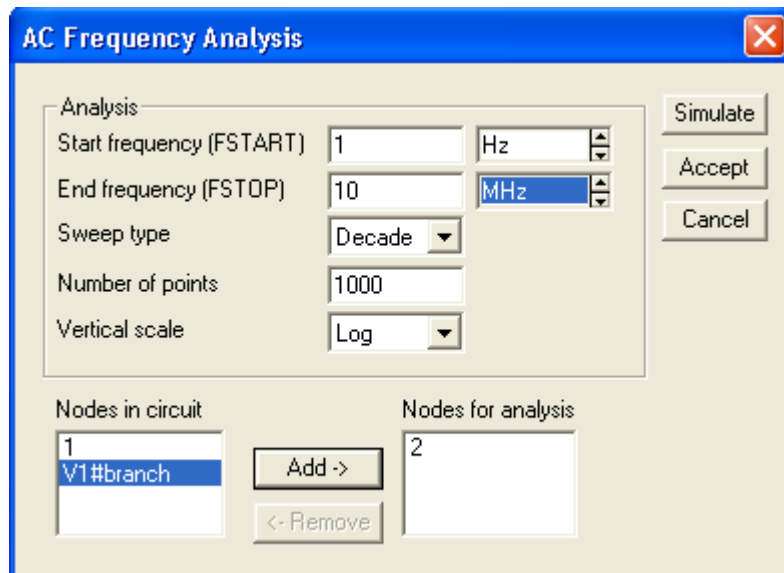 AC Frequency Analysis
Analysis
Simulate
Start frequency (FSTART) 1 Hz
Accept
End frequency (FSTOP) 10 MHz
Cancel
Sweep type Decade
Number of points 1000
Vertical scale Log
Nodes in circuit Nodes for analysis
1 2
V1#branch Add ->
<- Remove